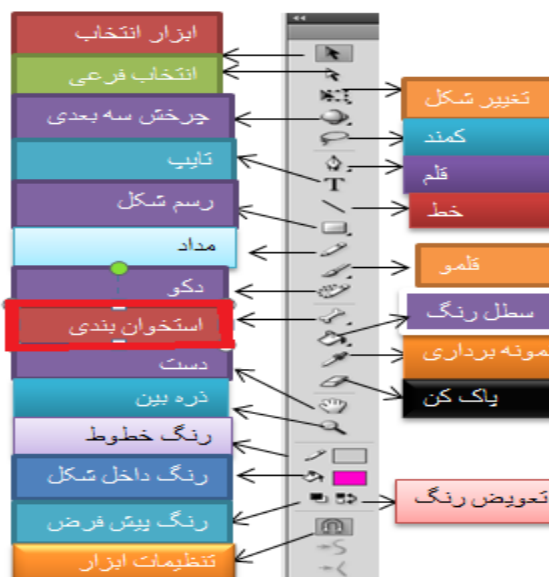 ابزار انتخاب
انتخاب فرعی
چرخش سه بعدی
تایپ
رسم شکل
مداد
دکو
استخوان بندی
دست
ذره بین
رنگ خطوط
رنگ داخل شکل
رنگ پیش فرض
تنظیمات ابزار
T
تغییر شکل
کمند
قلم
خط
قلمو
سطل رنگ
نمونه برداری
پاک کن
تعویض رنگ